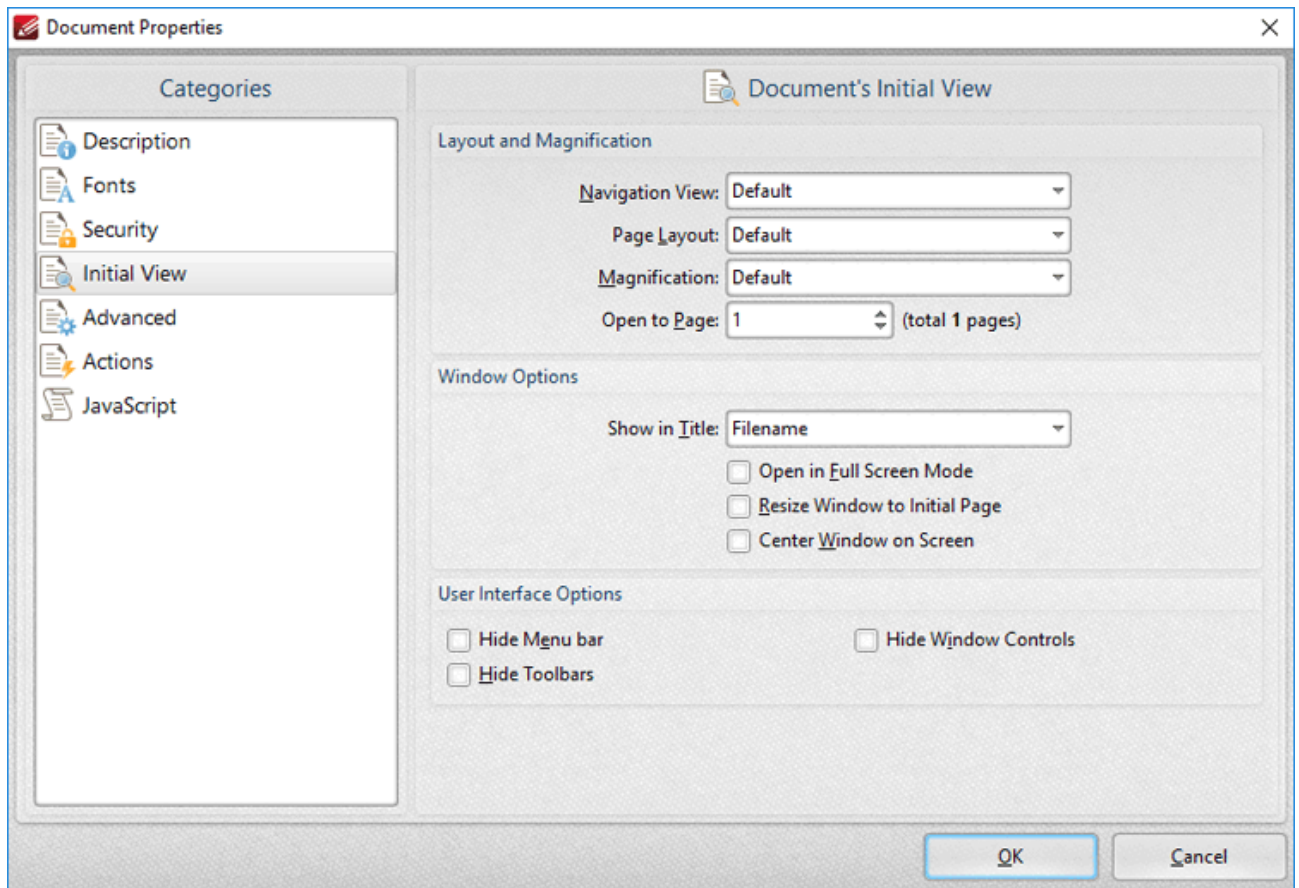 Document Properties
Categories
Description
Fonts
Security
Initial View
Advanced
Actions
JavaScript
Document's Initial View
Layout and Magnification
Navigation View: Default
Page Layout: Default
Magnification: Default
Open to Page: 1 (total 1 pages)
Window Options
Show in Title: Filename
Open in Full Screen Mode
Resize Window to Initial Page
Center Window on Screen
User Interface Options
Hide Menu bar Hide Window Controls
Hide Toolbars
OK Cancel